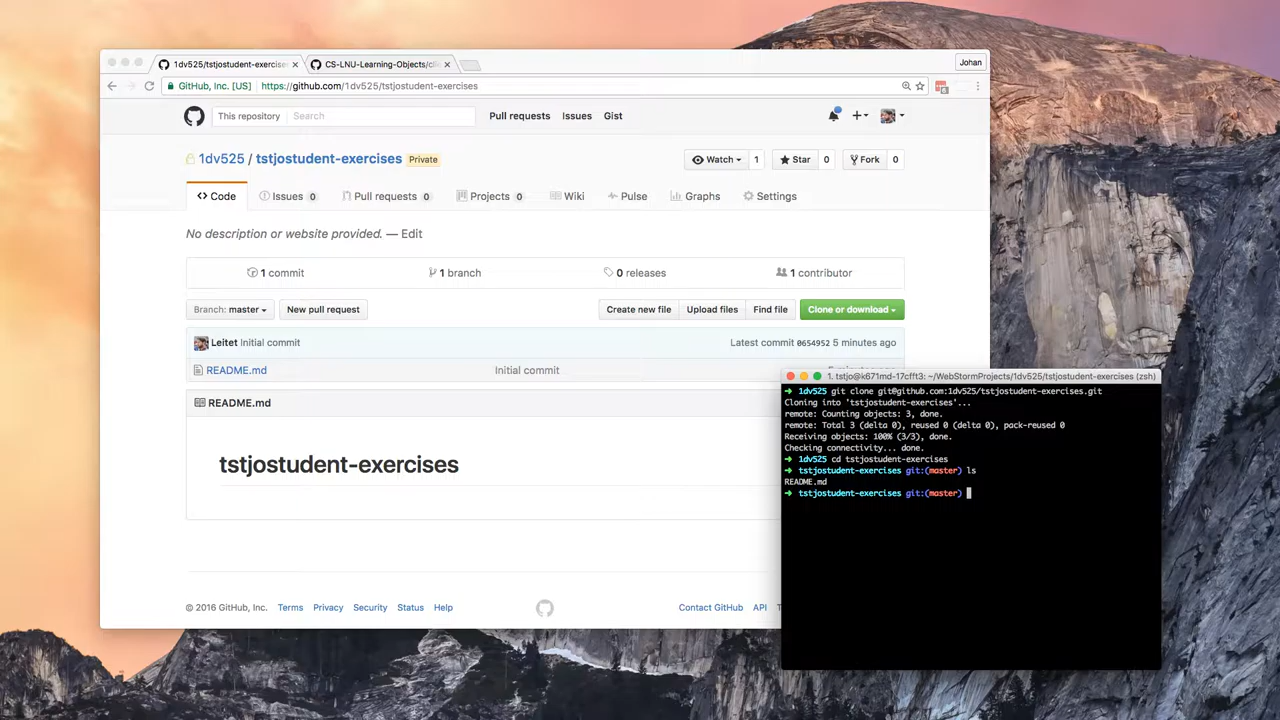 1dv525/tstjostudent-exercise
CS-LNU-Learning-Objects/cli
Johan
GitHub, Inc. [US] https://github.com/1dv525/tstjostudent-exercises
This repository Search Pull requests Issues Gist
1dv525 / tstjostudent-exercises Private Watch 1 Star 0 Fork 0
Code Issues 0 Pull requests 0 Projects 0 Wiki Pulse Graphs Settings
No description or website provided. — Edit
1 commit 1 branch 0 releases 1 contributor
Branch: master New pull request Create new file Upload files Find file Clone or download
Leitet Initial commit Latest commit 0654952 5 minutes ago
README.md Initial commit
README.md
tstjostudent-exercises
© 2016 GitHub, Inc. Terms Privacy Security Status Help Contact GitHub API
1. tstjo@k671md-17cfft3: ~/WebStormProjects/1dv525/tstjostudent-exercises (zsh)
➜ 1dv525 git clone git@github.com:1dv525/tstjostudent-exercises.git
Cloning into 'tstjostudent-exercises'...
remote: Counting objects: 3, done.
remote: Total 3 (delta 0), reused 0 (delta 0), pack-reused 0
Receiving objects: 100% (3/3), done.
Checking connectivity... done.
➜ 1dv525 cd tstjostudent-exercises
➜ tstjostudent-exercises git:(master) ls
README.md
➜ tstjostudent-exercises git:(master)